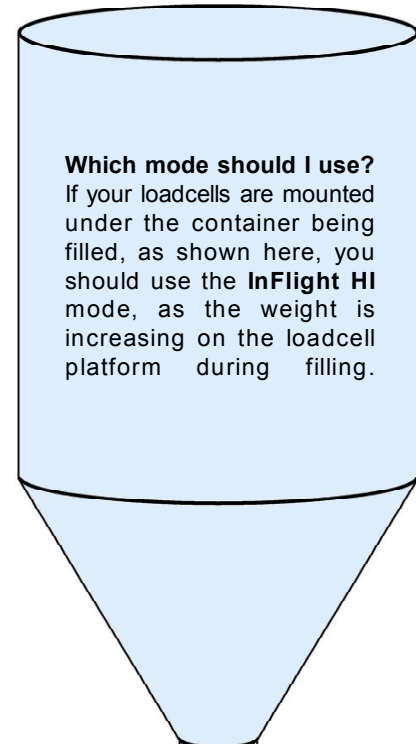 Which mode should I use?
If your loadcells are mounted
under the container being
filled, as shown here, you
should use the InFlight HI
mode, as the weight is
increasing on the loadcell
platform during filling.